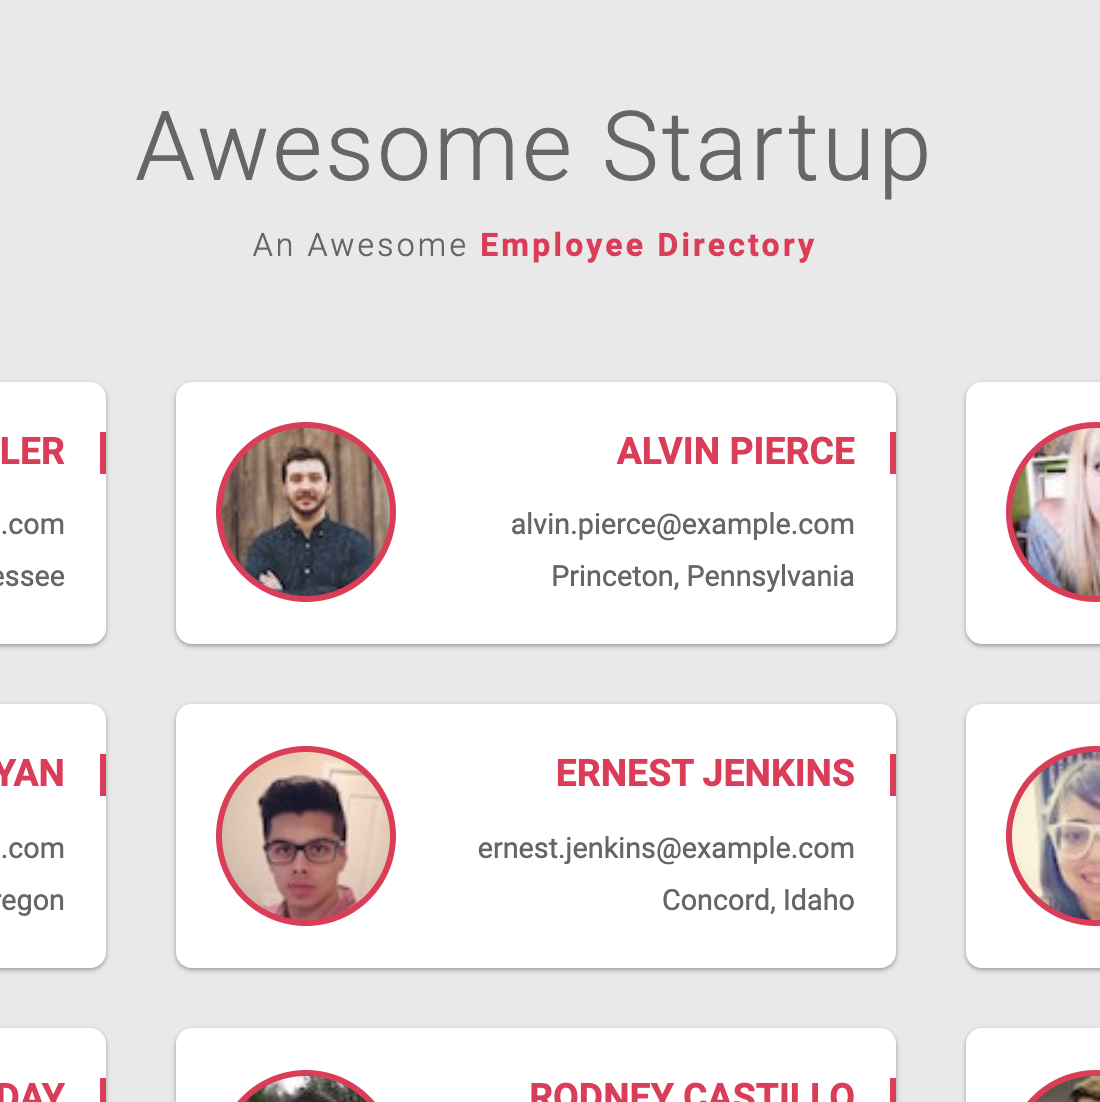 Awesome Startup
An Awesome Employee Directory
LER
.com
essee
ALVIN PIERCE
alvin.pierce@example.com
Princeton, Pennsylvania
YAN
.com
regon
ERNEST JENKINS
ernest.jenkins@example.com
Concord, Idaho
DAY
RODNEY CASTILLO